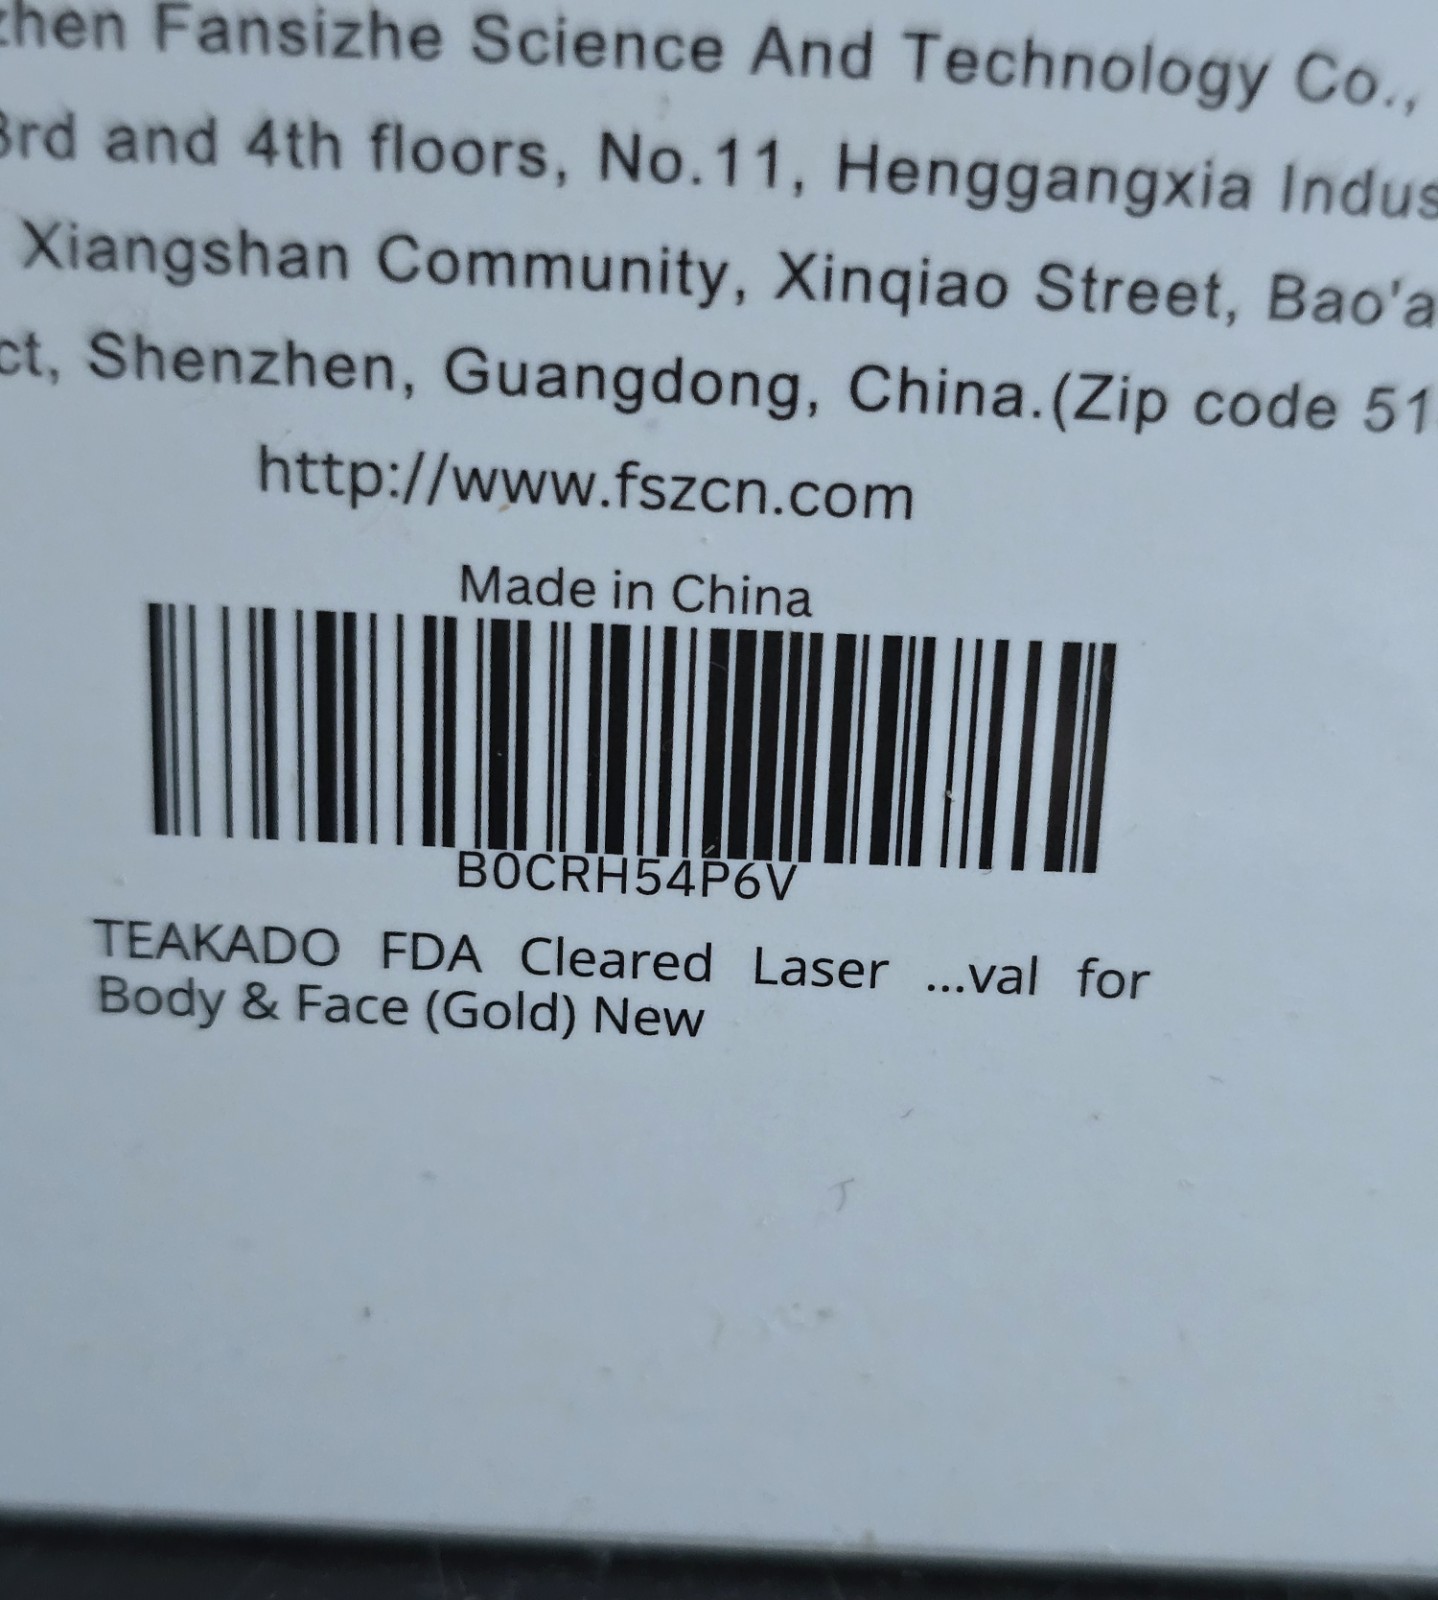 zhen Fansizhe Science And Technology Co.,
3rd and 4th floors, No.11, Henggangxia Indus
Xiangshan Community, Xinqiao Street, Bao'a
ct, Shenzhen, Guangdong, China.(Zip code 51
http://www.fszcn.com
Made in China
B0CRH54P6V
TEAKADO FDA Cleared Laser ...val for
Body & Face (Gold) New